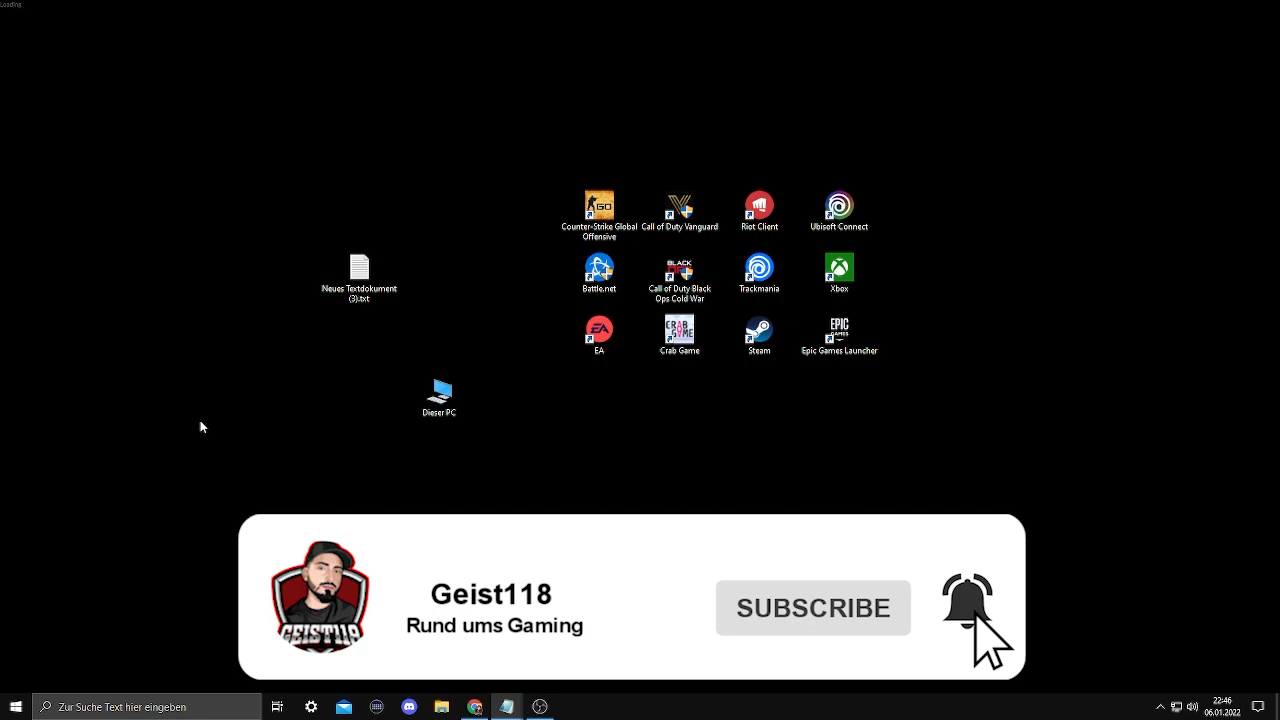 Loading
Counter-Strike Global
Offensive
Call of Duty Vanguard
Riot Client
Ubisoft Connect
Neues Textdokument
(3).txt
Battle.net
Call of Duty Black
Ops Cold War
Trackmania
Xbox
EA
Crab Game
Steam
Epic Games Launcher
Dieser PC
GEIST118
Geist118
Rund ums Gaming
SUBSCRIBE
Zur Suche Text hier eingeben
22:46
06.01.2022